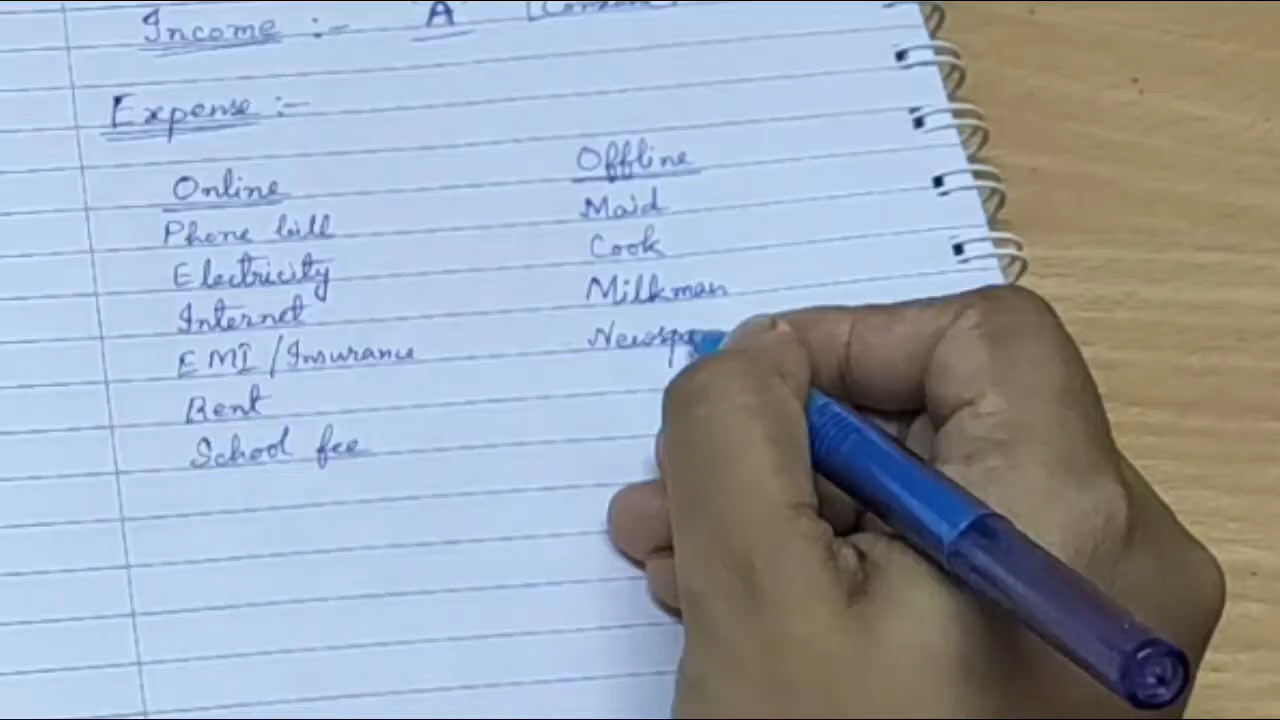 Income :- "A"
Expense :-
Online
Phone bill
Electricity
Internet
EMI/Insurance
Rent
School fee
Offline
Maid
Cook
Milkman